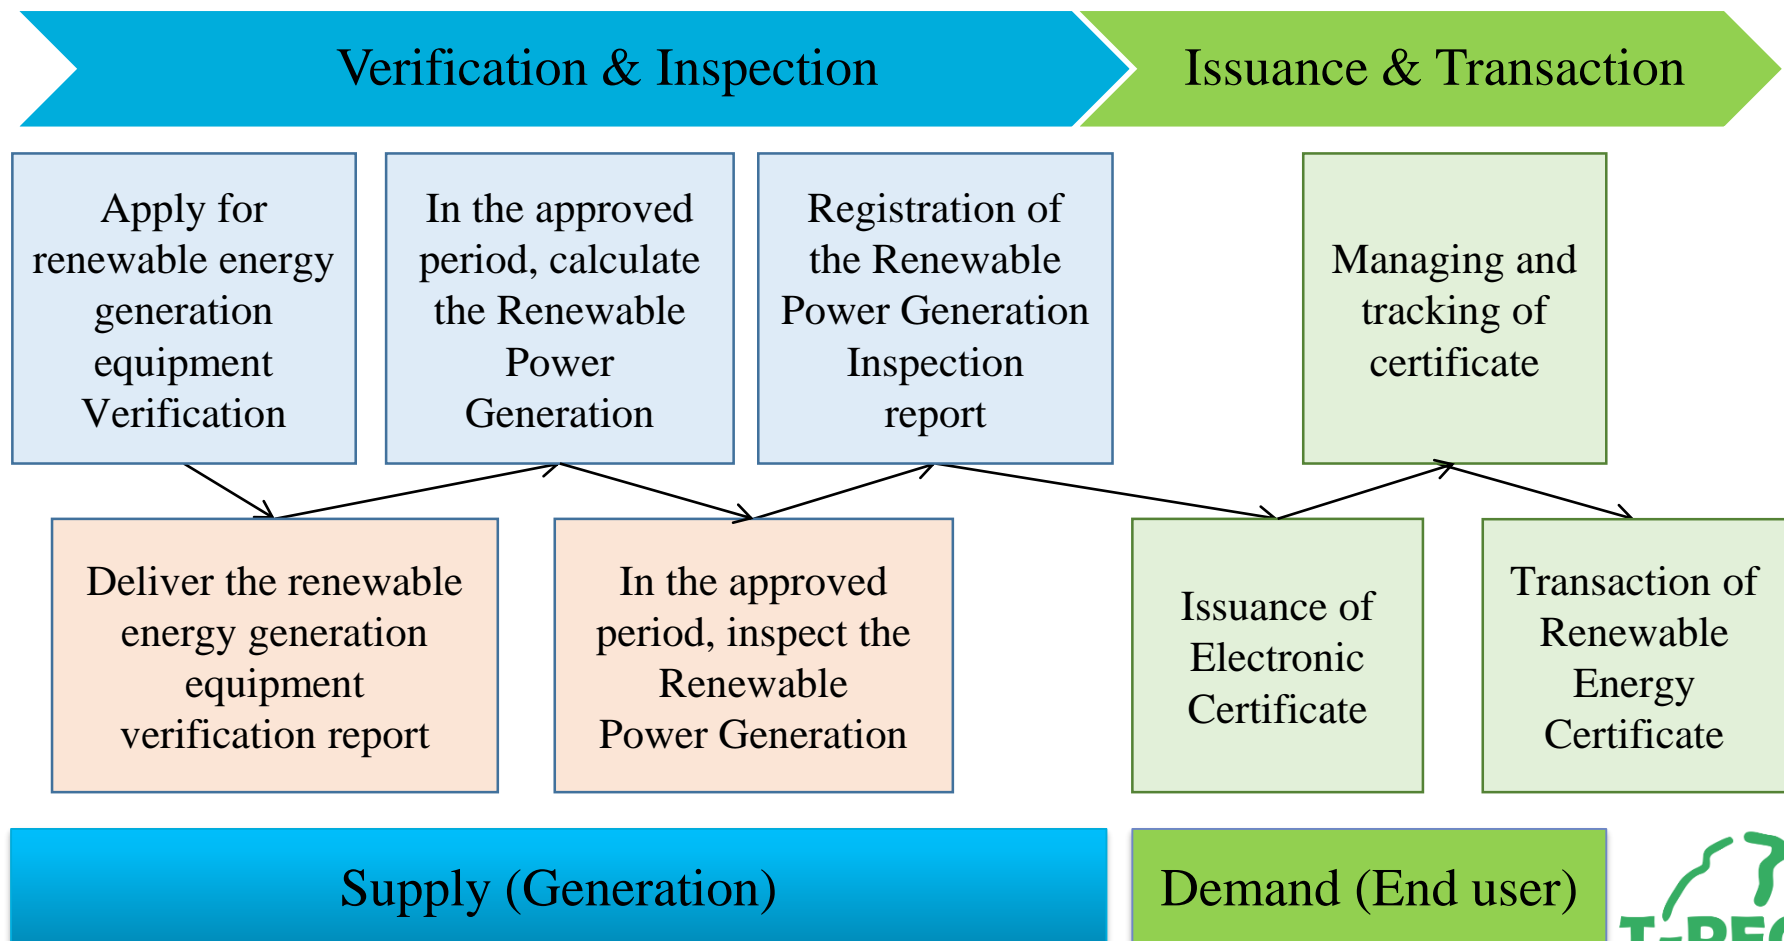 Verification & Inspection
Issuance & Transaction
Apply for
renewable energy
generation
equipment
Verification
In the approved
period, calculate
the Renewable
Power
Generation
Registration of
the Renewable
Power Generation
Inspection
report
Managing and
tracking of
certificate
Deliver the renewable
energy generation
equipment
verification report
In the approved
period, inspect the
Renewable
Power Generation
Issuance of
Electronic
Certificate
Transaction of
Renewable
Energy
Certificate
Supply (Generation)
Demand (End user)